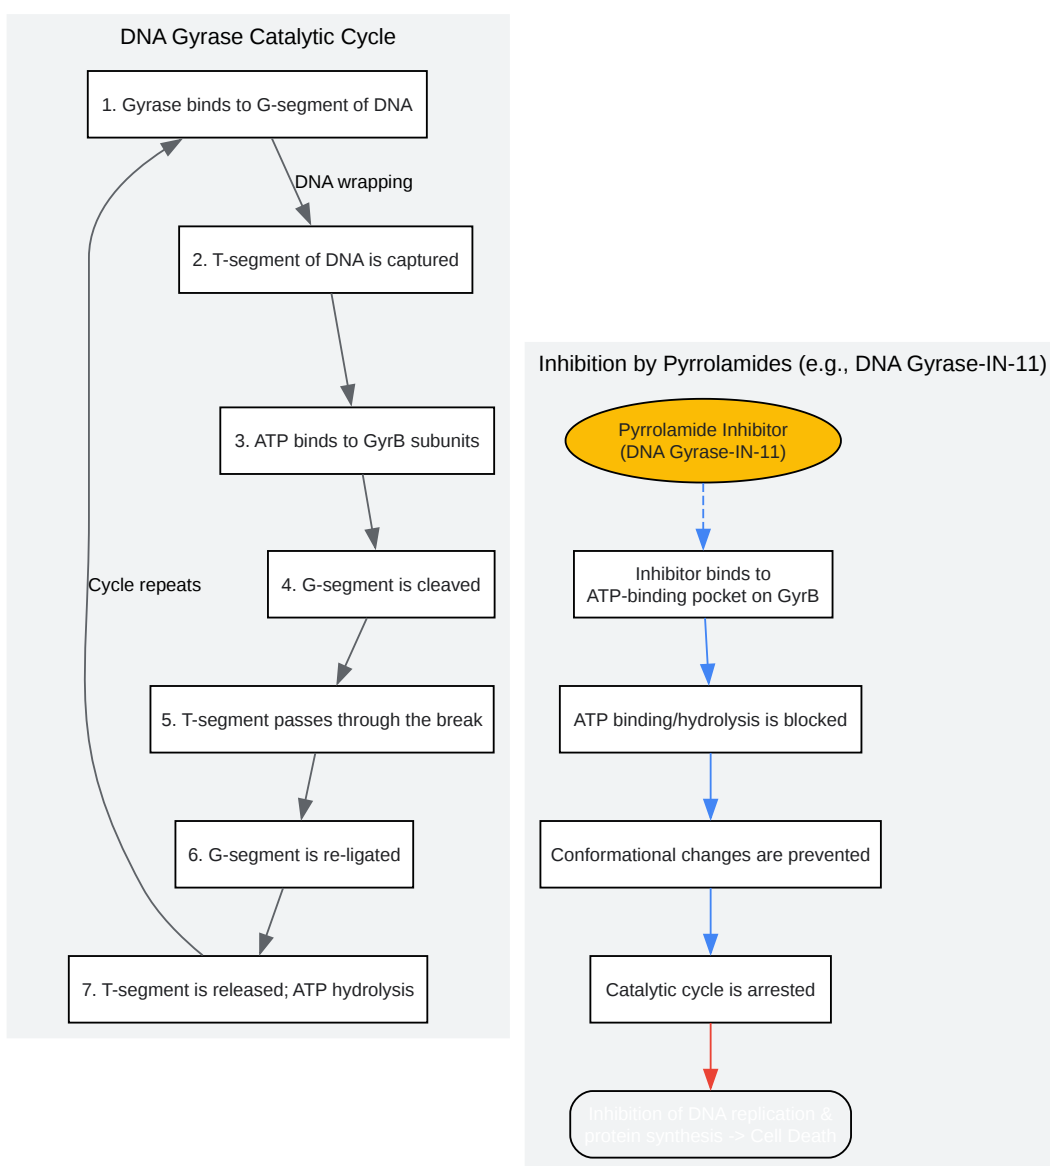 DNA Gyrase Catalytic Cycle
1. Gyrase binds to G-segment of DNA
DNA wrapping
2. T-segment of DNA is captured
3. ATP binds to GyrB subunits
4. G-segment is cleaved
Cycle repeats
5. T-segment passes through the break
6. G-segment is re-ligated
7. T-segment is released; ATP hydrolysis
Inhibition by Pyrrolamides (e.g., DNA Gyrase-IN-11)
Pyrrolamide Inhibitor
(DNA Gyrase-IN-11)
Inhibitor binds to
ATP-binding pocket on GyrB
ATP binding/hydrolysis is blocked
Conformational changes are prevented
Catalytic cycle is arrested
Inhibition of DNA replication &
protein synthesis -> Cell Death